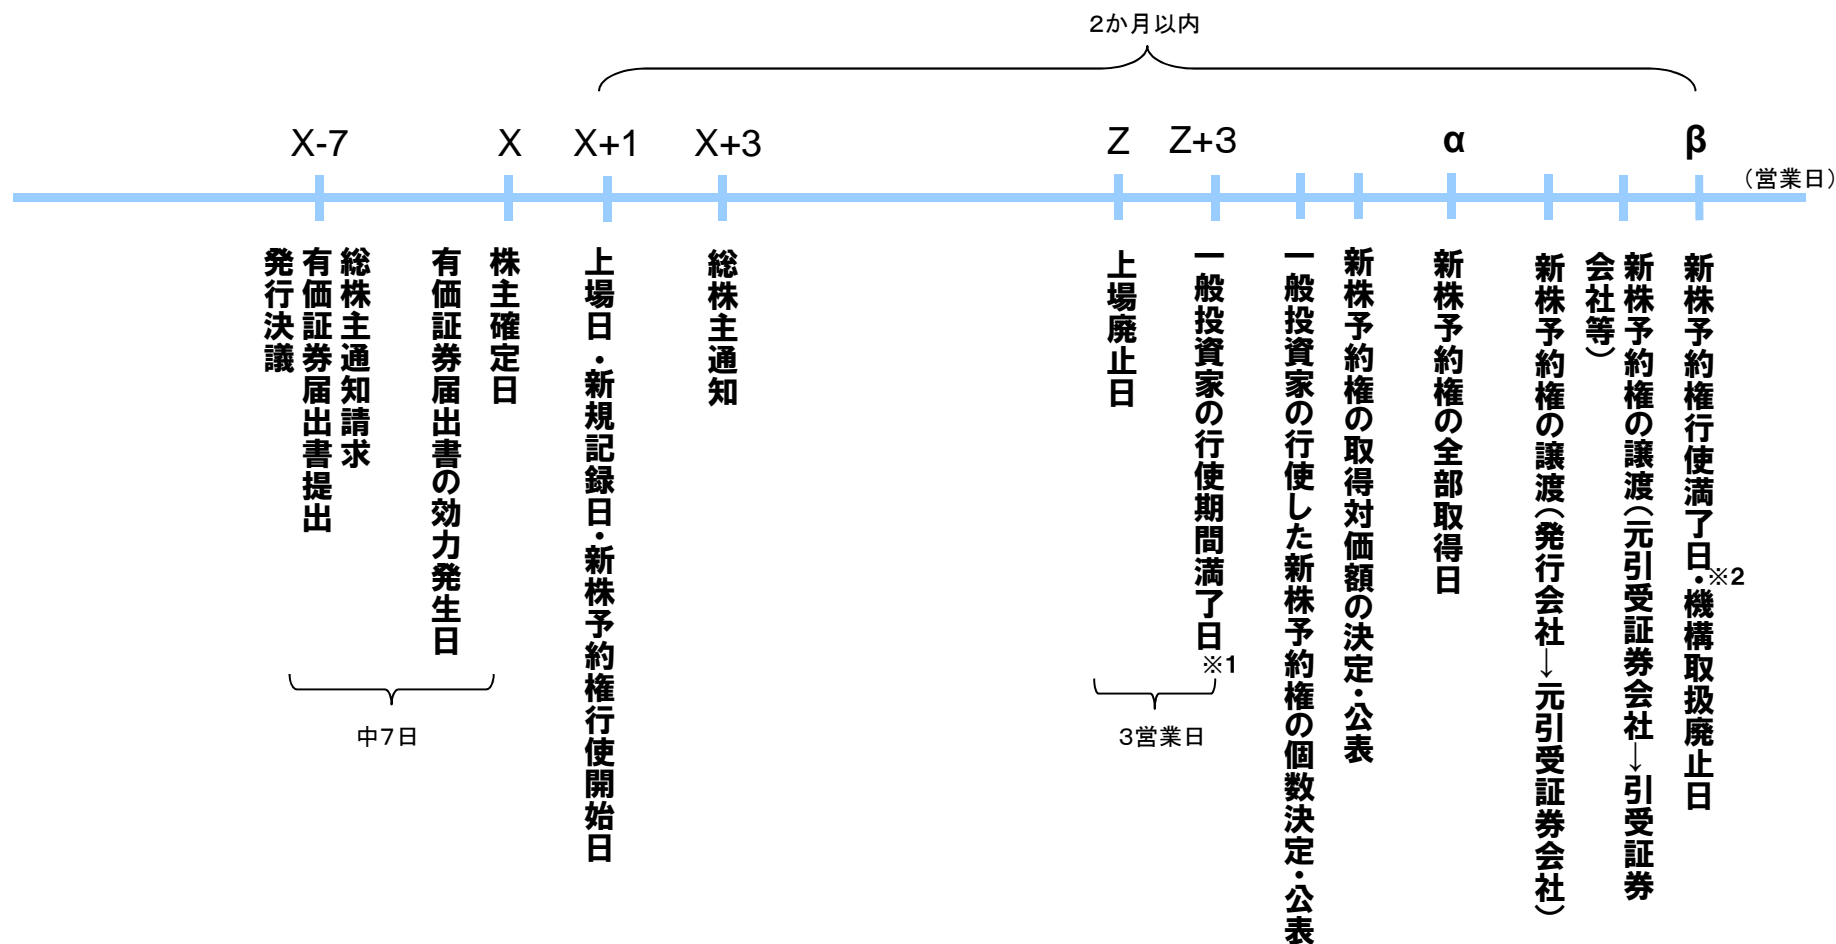 2か月以内
X-7
X
X+1
X+3
Z
Z+3
α
β
（営業日）
発行決議
有価証券届出書提出
総株主通知請求
有価証券届出書の効力発生日
株主確定日
上場日・新規記録日・新株予約権行使開始日
総株主通知
上場廃止日
一般投資家の行使期間満了日※1
一般投資家の行使した新株予約権の個数決定・公表
新株予約権の取得対価額の決定・公表
新株予約権の全部取得日
新株予約権の譲渡（発行会社→元引受証券会社）
新株予約権の譲渡（元引受証券会社→引受証券
会社等）
新株予約権行使満了日・機構取扱廃止日
※2
中7日
3営業日